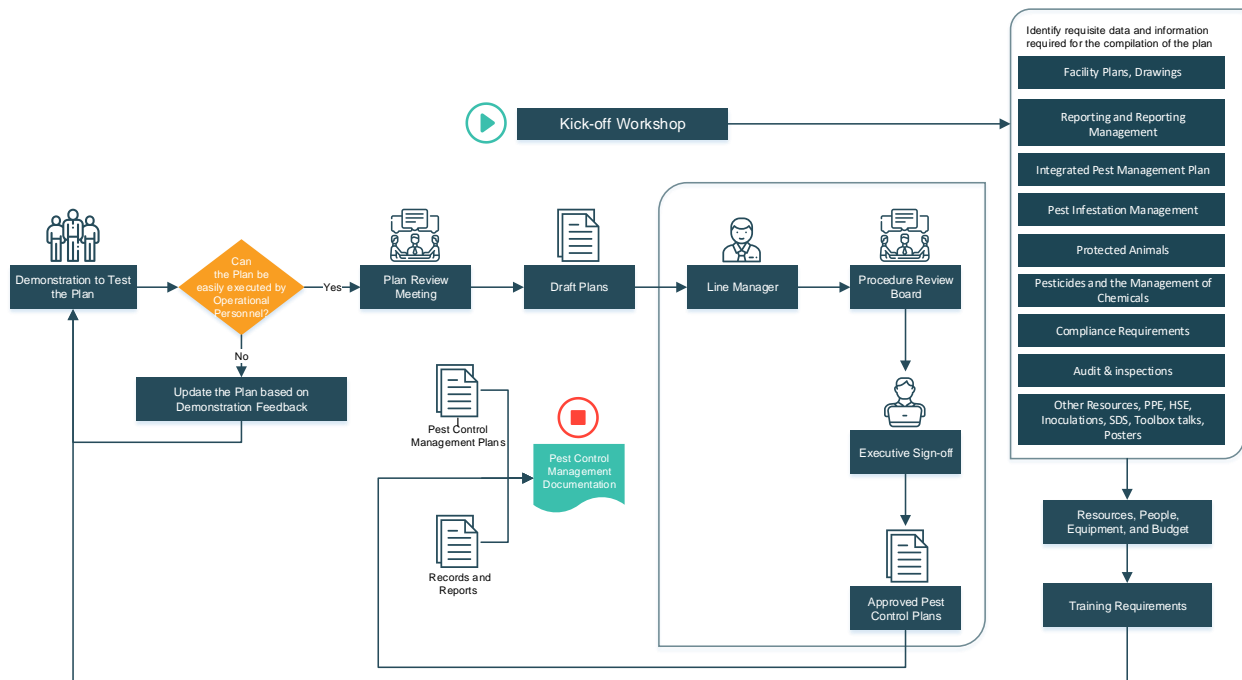 Identify requisite data and information
required for the compilation of the plan
Facility Plans, Drawings
Kick-off Workshop
Reporting and Reporting
Management
Integrated Pest Management Plan
Pest Infestation Management
Protected Animals
Pesticides and the Management of
Chemicals
Compliance Requirements
Audit & inspections
Other Resources, PPE, HSE,
Inoculations, SDS, Toolbox talks,
Posters
Resources, People,
Equipment, and Budget
Training Requirements
Demonstration to Test
the Plan
Can
the Plan be
easily executed by
Operational
Personnel?
Yes
No
Update the Plan based on
Demonstration Feedback
Plan Review
Meeting
Draft Plans
Line Manager
Procedure Review
Board
Executive Sign-off
Approved Pest
Control Plans
Pest Control
Management Plans
Records and
Reports
Pest Control
Management
Documentation